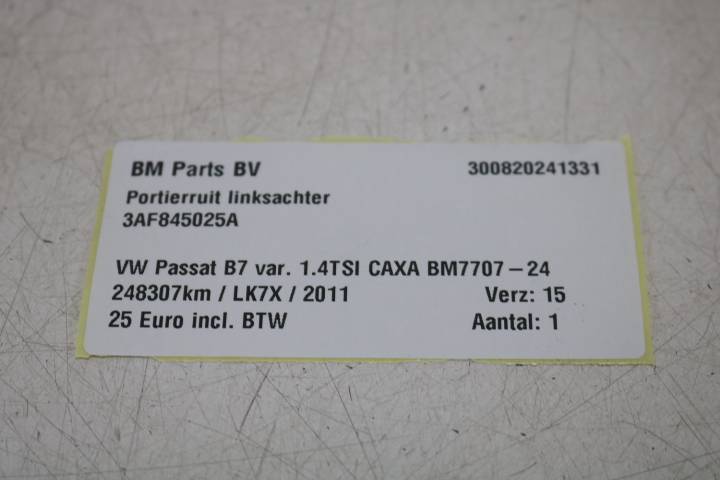 BM Parts BV 300820241331
Portierruit linksachter
3AF845025A
VW Passat B7 var. 1.4TSI CAXA BM7707-24
248307km / LK7X / 2011 Verz: 15
25 Euro incl. BTW Aantal: 1